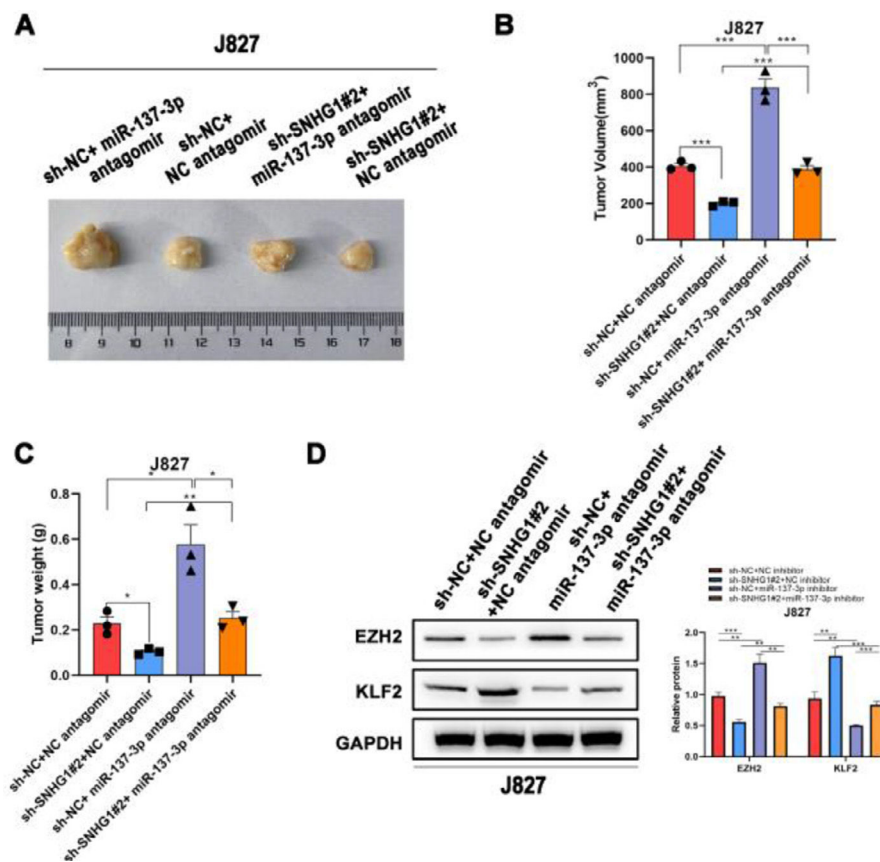 A
J827
sh-NC+ miR-137-3p
antagomir
sh-NC+
NC antagomir
sh-SNHG1#2+
miR-137-3p antagomir
sh-SNHG1#2+
NC antagomir
8 9 10 11 12 13 14 15 16 17 18
B
J827
*** ***
***
***
Tumor Volume(mm3)
1000
800
600
400
200
0
sh-NC+NC antagomir
sh-SNHG1#2+NC antagomir
sh-NC+ miR-137-3p antagomir
sh-SNHG1#2+ miR-137-3p antagomir
C
J827
* *
**
*
Tumor weight (g)
0.8
0.6
0.4
0.2
0.0
sh-NC+NC antagomir
sh-SNHG1#2+NC antagomir
sh-NC+ miR-137-3p antagomir
sh-SNHG1#2+ miR-137-3p antagomir
D
sh-NC+NC antagomir
sh-SNHG1#2
+NC antagomir
sh-NC+
miR-137-3p antagomir
sh-SNHG1#2+
miR-137-3p antagomir
EZH2
KLF2
GAPDH
J827
sh-NC+NC inhibitor
sh-SNHG1#2+NC inhibitor
sh-NC+miR-137-3p inhibitor
sh-SNHG1#2+miR-137-3p inhibitor
J827
Relative protein
2.0
1.5
1.0
0.5
0.0
*** ** ** **
** *** ** ***
EZH2 KLF2